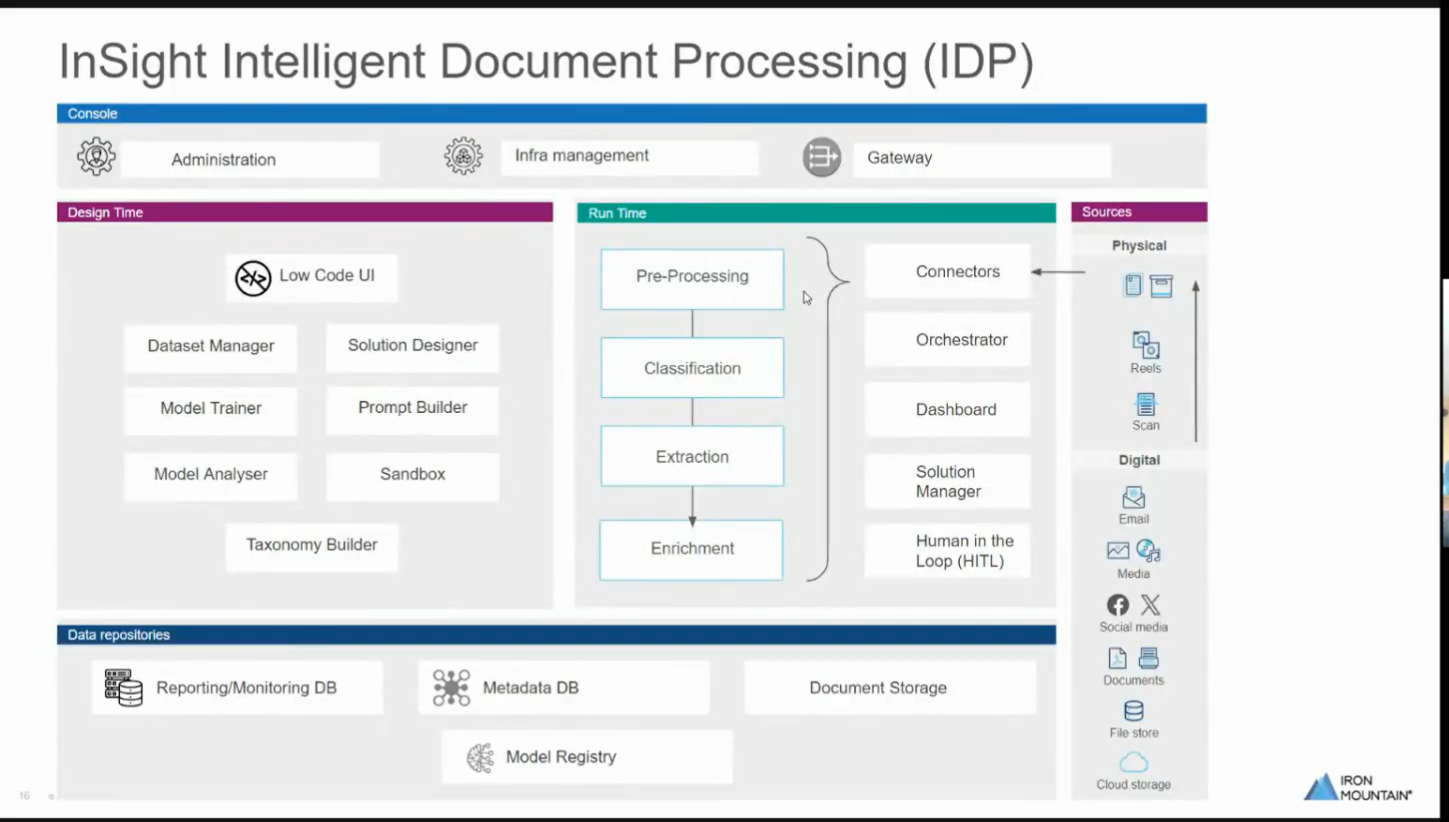 InSight Intelligent Document Processing (IDP)
Console
Administration
Infra management
Gateway
Design Time
Low Code UI
Dataset Manager
Solution Designer
Model Trainer
Prompt Builder
Model Analyser
Sandbox
Taxonomy Builder
Run Time
Pre-Processing
Classification
Extraction
Enrichment
Connectors
Orchestrator
Dashboard
Solution
Manager
Human in the
Loop (HITL)
Sources
Physical
Reels
Scan
Digital
Email
Media
Social media
Documents
File store
Cloud storage
Data repositories
Reporting/Monitoring DB
Metadata DB
Document Storage
Model Registry
16
IRON
MOUNTAIN®